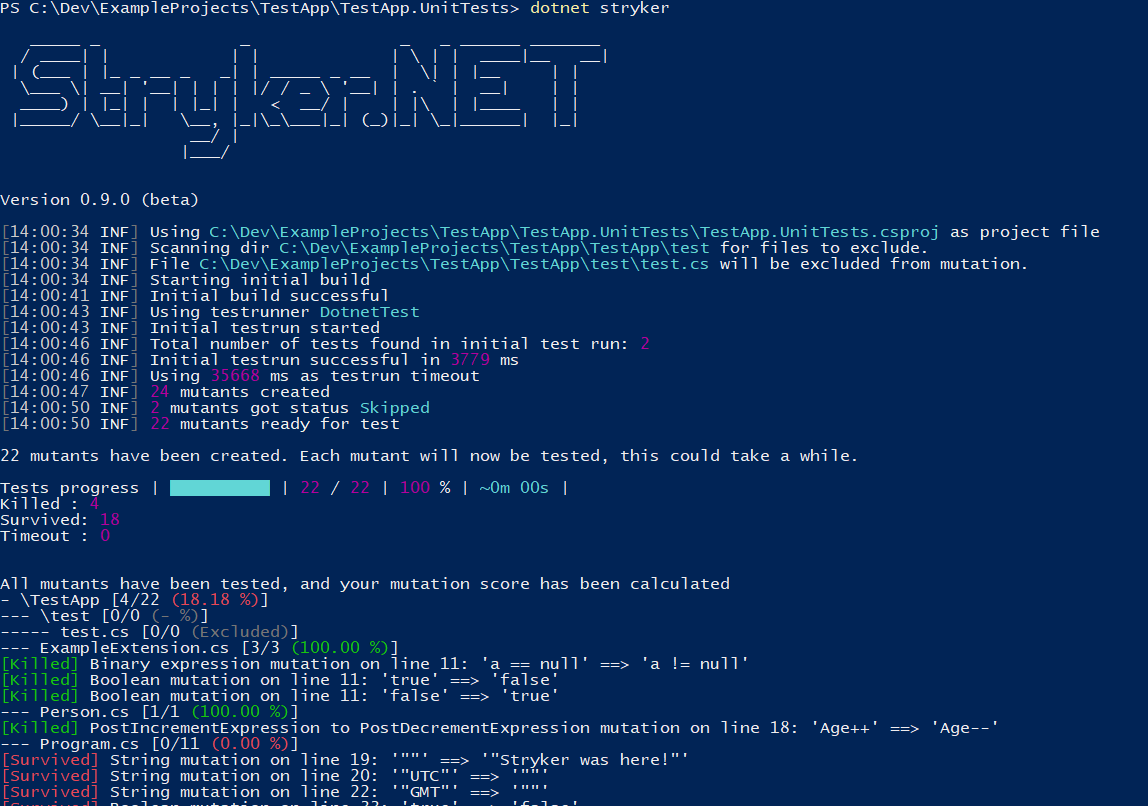 PS C:\Dev\ExampleProjects\TestApp\TestApp.UnitTests> dotnet stryker
Stryker.NET
Version 0.9.0 (beta)
[14:00:34 INF] Using C:\Dev\ExampleProjects\TestApp\TestApp.UnitTests\TestApp.UnitTests.csproj as project file
[14:00:34 INF] Scanning dir C:\Dev\ExampleProjects\TestApp\TestApp\test for files to exclude.
[14:00:34 INF] File C:\Dev\ExampleProjects\TestApp\TestApp\test\test.cs will be excluded from mutation.
[14:00:34 INF] Starting initial build
[14:00:41 INF] Initial build successful
[14:00:43 INF] Using testrunner DotnetTest
[14:00:43 INF] Initial testrun started
[14:00:46 INF] Total number of tests found in initial test run: 2
[14:00:46 INF] Initial testrun successful in 3779 ms
[14:00:46 INF] Using 35668 ms as testrun timeout
[14:00:47 INF] 24 mutants created
[14:00:50 INF] 2 mutants got status Skipped
[14:00:50 INF] 22 mutants ready for test
22 mutants have been created. Each mutant will now be tested, this could take a while.
Tests progress | | 22 / 22 | 100 % | ~0m 00s |
Killed : 4
Survived: 18
Timeout : 0
All mutants have been tested, and your mutation score has been calculated
- \TestApp [4/22 (18.18 %)]
--- \test [0/0 (- %)]
----- test.cs [0/0 (Excluded)]
--- ExampleExtension.cs [3/3 (100.00 %)]
[Killed] Binary expression mutation on line 11: 'a == null' ==> 'a != null'
[Killed] Boolean mutation on line 11: 'true' ==> 'false'
[Killed] Boolean mutation on line 11: 'false' ==> 'true'
--- Person.cs [1/1 (100.00 %)]
[Killed] PostIncrementExpression to PostDecrementExpression mutation on line 18: 'Age++' ==> 'Age--'
--- Program.cs [0/11 (0.00 %)]
[Survived] String mutation on line 19: '""' ==> '"Stryker was here!"'
[Survived] String mutation on line 20: '"UTC"' ==> '""'
[Survived] String mutation on line 22: '"GMT"' ==> '""'
[Survived] Boolean mutation on line 33: 'true' ==> 'false'